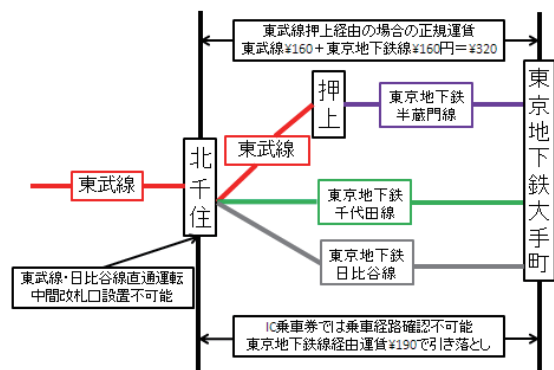 東武線押上経由の場合の正規運賃
東武線¥160＋東京地下鉄線¥160円＝¥320
押上
東京地下鉄
半蔵門線
東武線
東武線
北千住
東京地下鉄
千代田線
東京地下鉄
日比谷線
東京地下鉄大手町
東武線・日比谷線直通運転
中間改札口設置不可能
IC乗車券では乗車経路確認不可能
東京地下鉄線経由運賃¥190で引き落とし